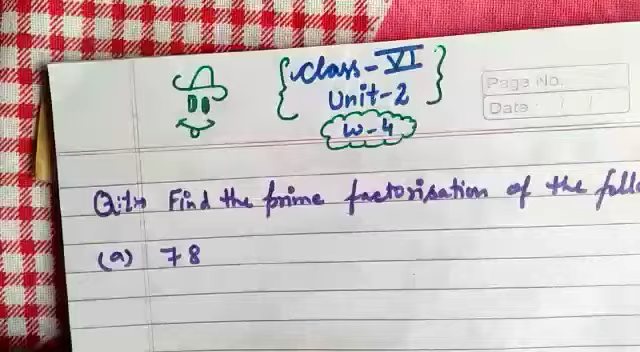 Class-VI
Unit-2
W-4
Page No.
Date : / /
Q:1:→ Find the prime factorisation of the
(a) 78